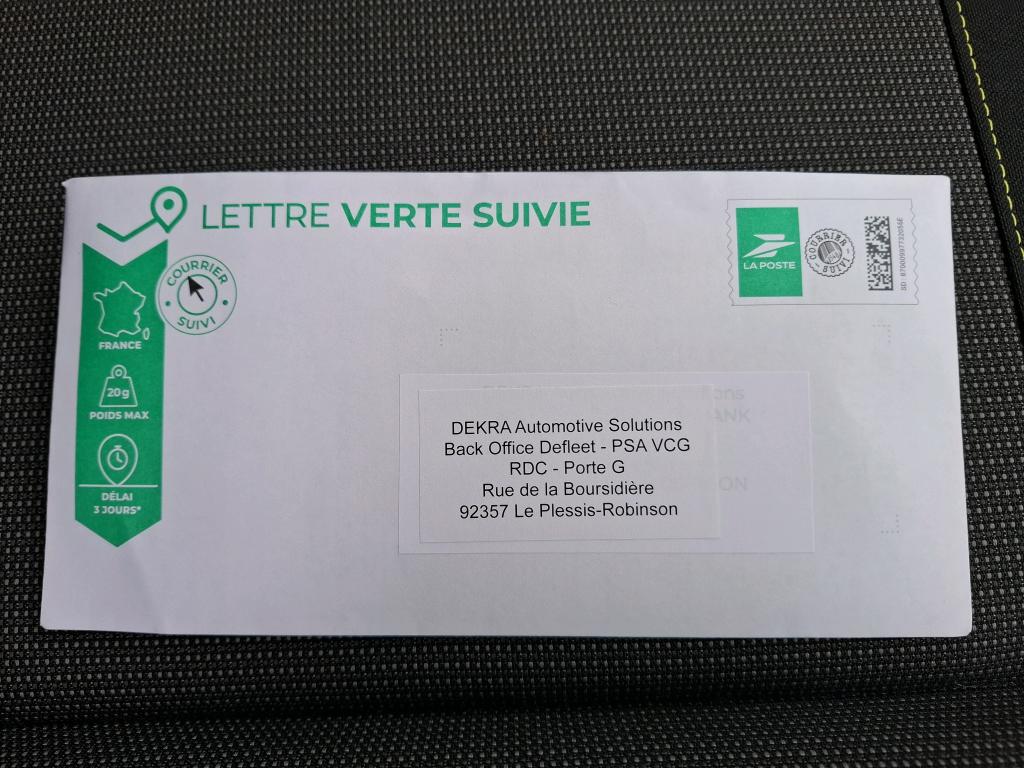 LETTRE VERTE SUIVIE
COURRIER
SUIVI
FRANCE
20g
POIDS MAX
DÉLAI
3 JOURS*
LA POSTE
COURRIER
SUIVI
DEKRA Automotive Solutions
Back Office Defleet - PSA VCG
RDC - Porte G
Rue de la Boursidière
92357 Le Plessis-Robinson